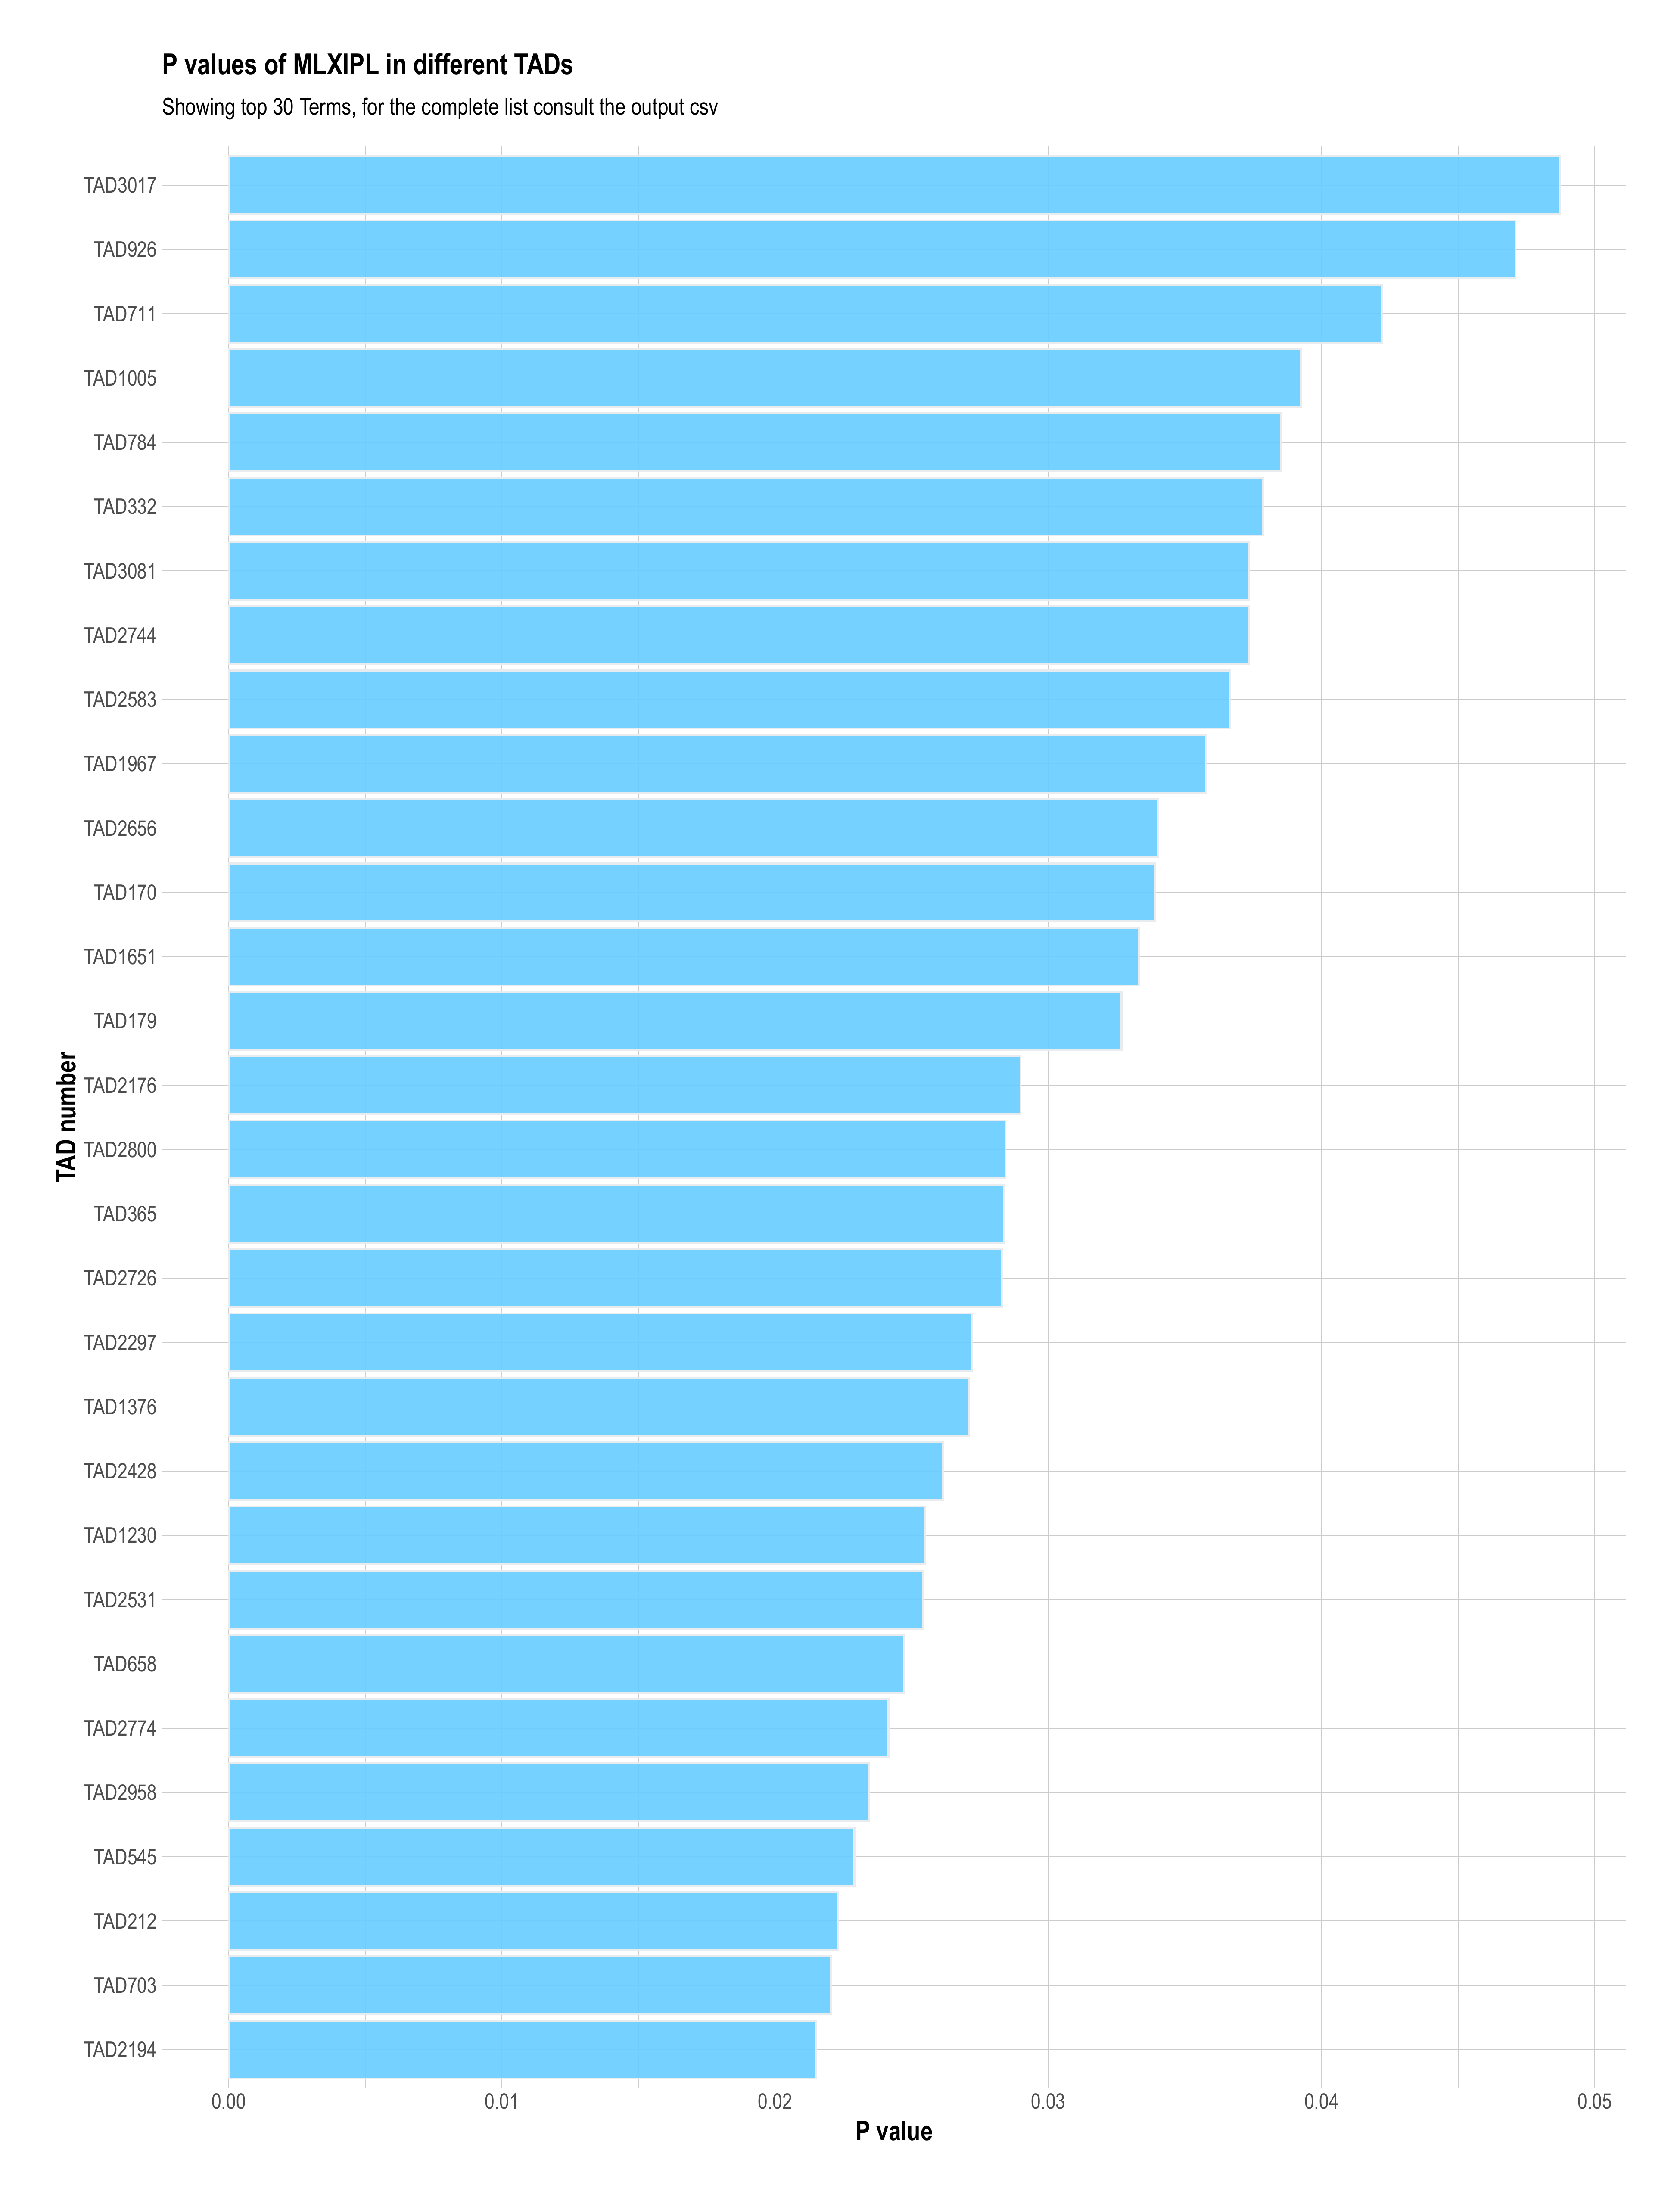 P values of MLXIPL in different TADs
Showing top 30 Terms, for the complete list consult the output csv
TAD3017
TAD926
TAD711
TAD1005
TAD784
TAD332
TAD3081
TAD2744
TAD2583
TAD1967
TAD2656
TAD170
TAD1651
TAD179
TAD2176
TAD2800
TAD365
TAD2726
TAD2297
TAD1376
TAD2428
TAD1230
TAD2531
TAD658
TAD2774
TAD2958
TAD545
TAD212
TAD703
TAD2194
TAD number
0.00 0.01 0.02 0.03 0.04 0.05
P value